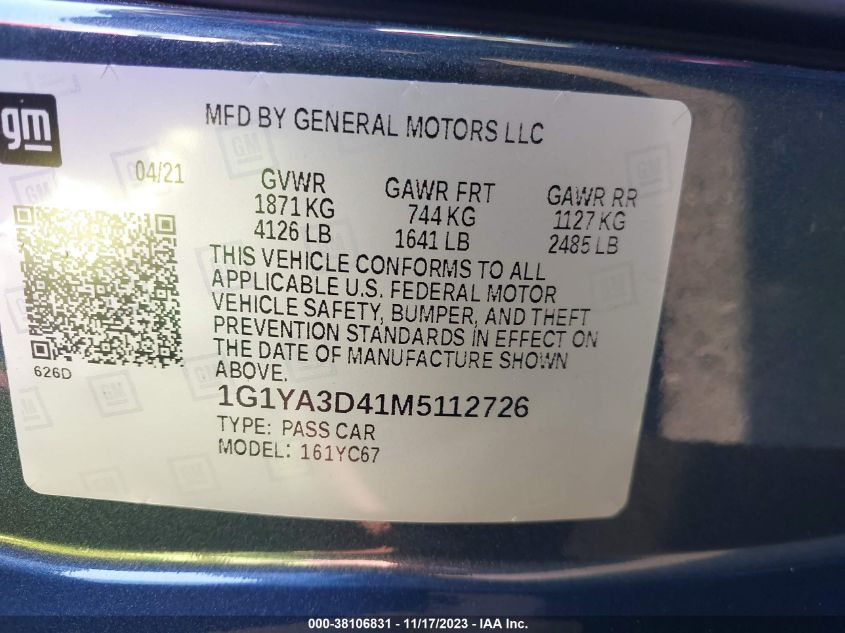 gm
MFD BY GENERAL MOTORS LLC
04/21
GVWR GAWR FRT GAWR RR
1871 KG 744 KG 1127 KG
4126 LB 1641 LB 2485 LB
THIS VEHICLE CONFORMS TO ALL
APPLICABLE U.S. FEDERAL MOTOR
VEHICLE SAFETY, BUMPER, AND THEFT
PREVENTION STANDARDS IN EFFECT ON
THE DATE OF MANUFACTURE SHOWN
ABOVE.
626D
1G1YA3D41M5112726
TYPE: PASS CAR
MODEL: 161YC67
000-38106831 - 11/17/2023 - IAA Inc.